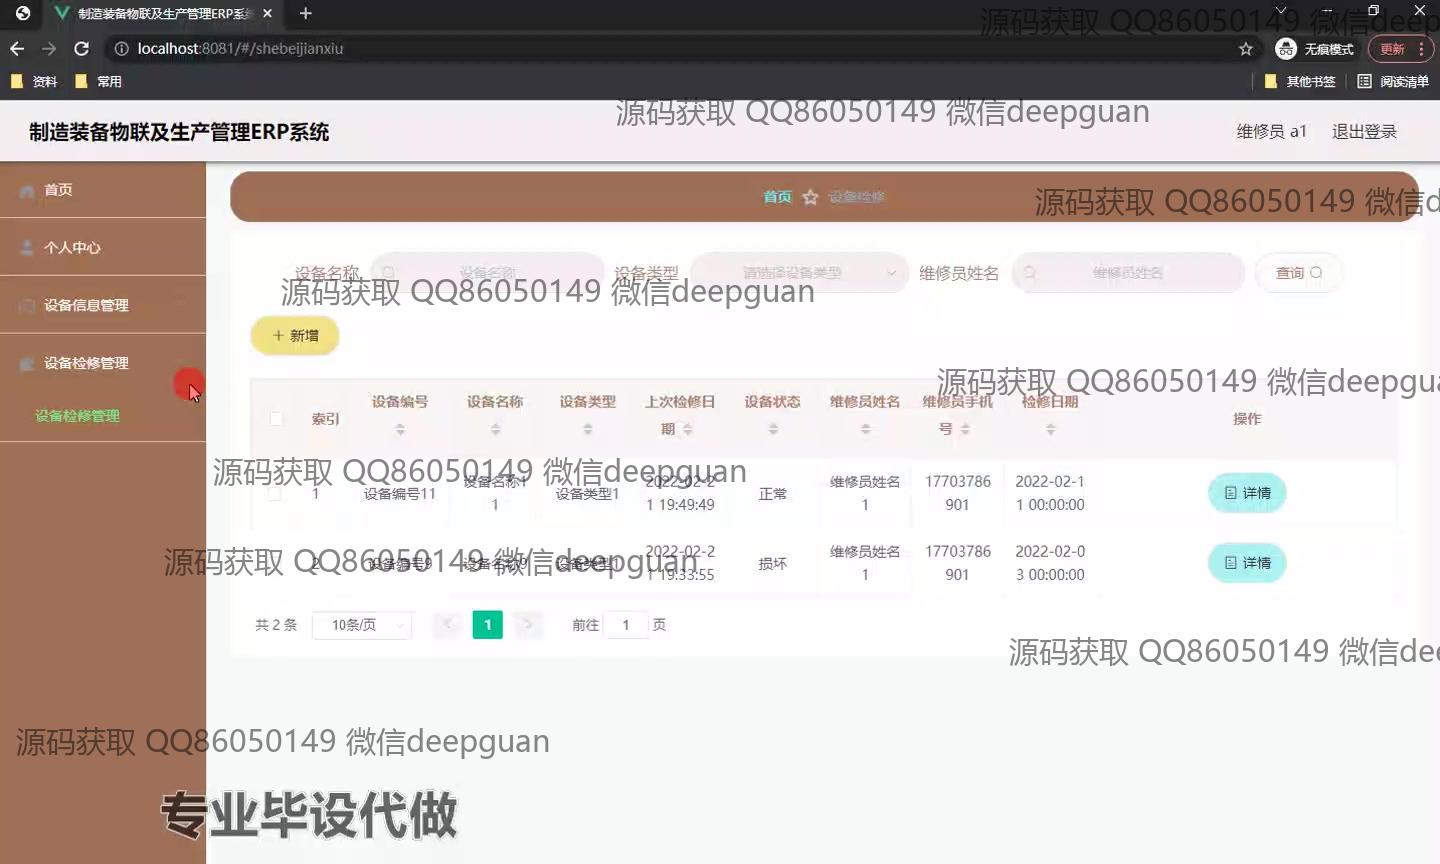 制造装备物联及生产管理ERP系统
源码获取 QQ86050149 微信deep
localhost:8081/#/shebeijianxiu
无痕模式
更新
资料
常用
其他书签
阅读清单
源码获取 QQ86050149 微信deepguan
制造装备物联及生产管理ERP系统
维修员 a1
退出登录
首页
首页
设备检修
源码获取 QQ86050149 微信d
个人中心
设备名称
设备名称
设备类型
请选择设备类型
维修员姓名
维修员姓名
查询
源码获取 QQ86050149 微信deepguan
设备信息管理
+ 新增
设备检修管理
源码获取 QQ86050149 微信deepgua
设备检修管理
索引
设备编号
设备名称
设备类型
上次检修日期
设备状态
维修员姓名
维修员手机号
检修日期
操作
源码获取 QQ86050149 微信deepguan
1
设备编号11
设备名称11
设备类型1
2022-02-21 19:49:49
正常
维修员姓名1
17703786901
2022-02-11 00:00:00
详情
源码获取 QQ86050149 微信deepguan
2
设备编号9
设备名称9
设备类型1
2022-02-21 19:33:55
损坏
维修员姓名1
17703786901
2022-02-03 00:00:00
详情
共 2 条
10条/页
1
前往
1
页
源码获取 QQ86050149 微信dee
源码获取 QQ86050149 微信deepguan
专业毕设代做